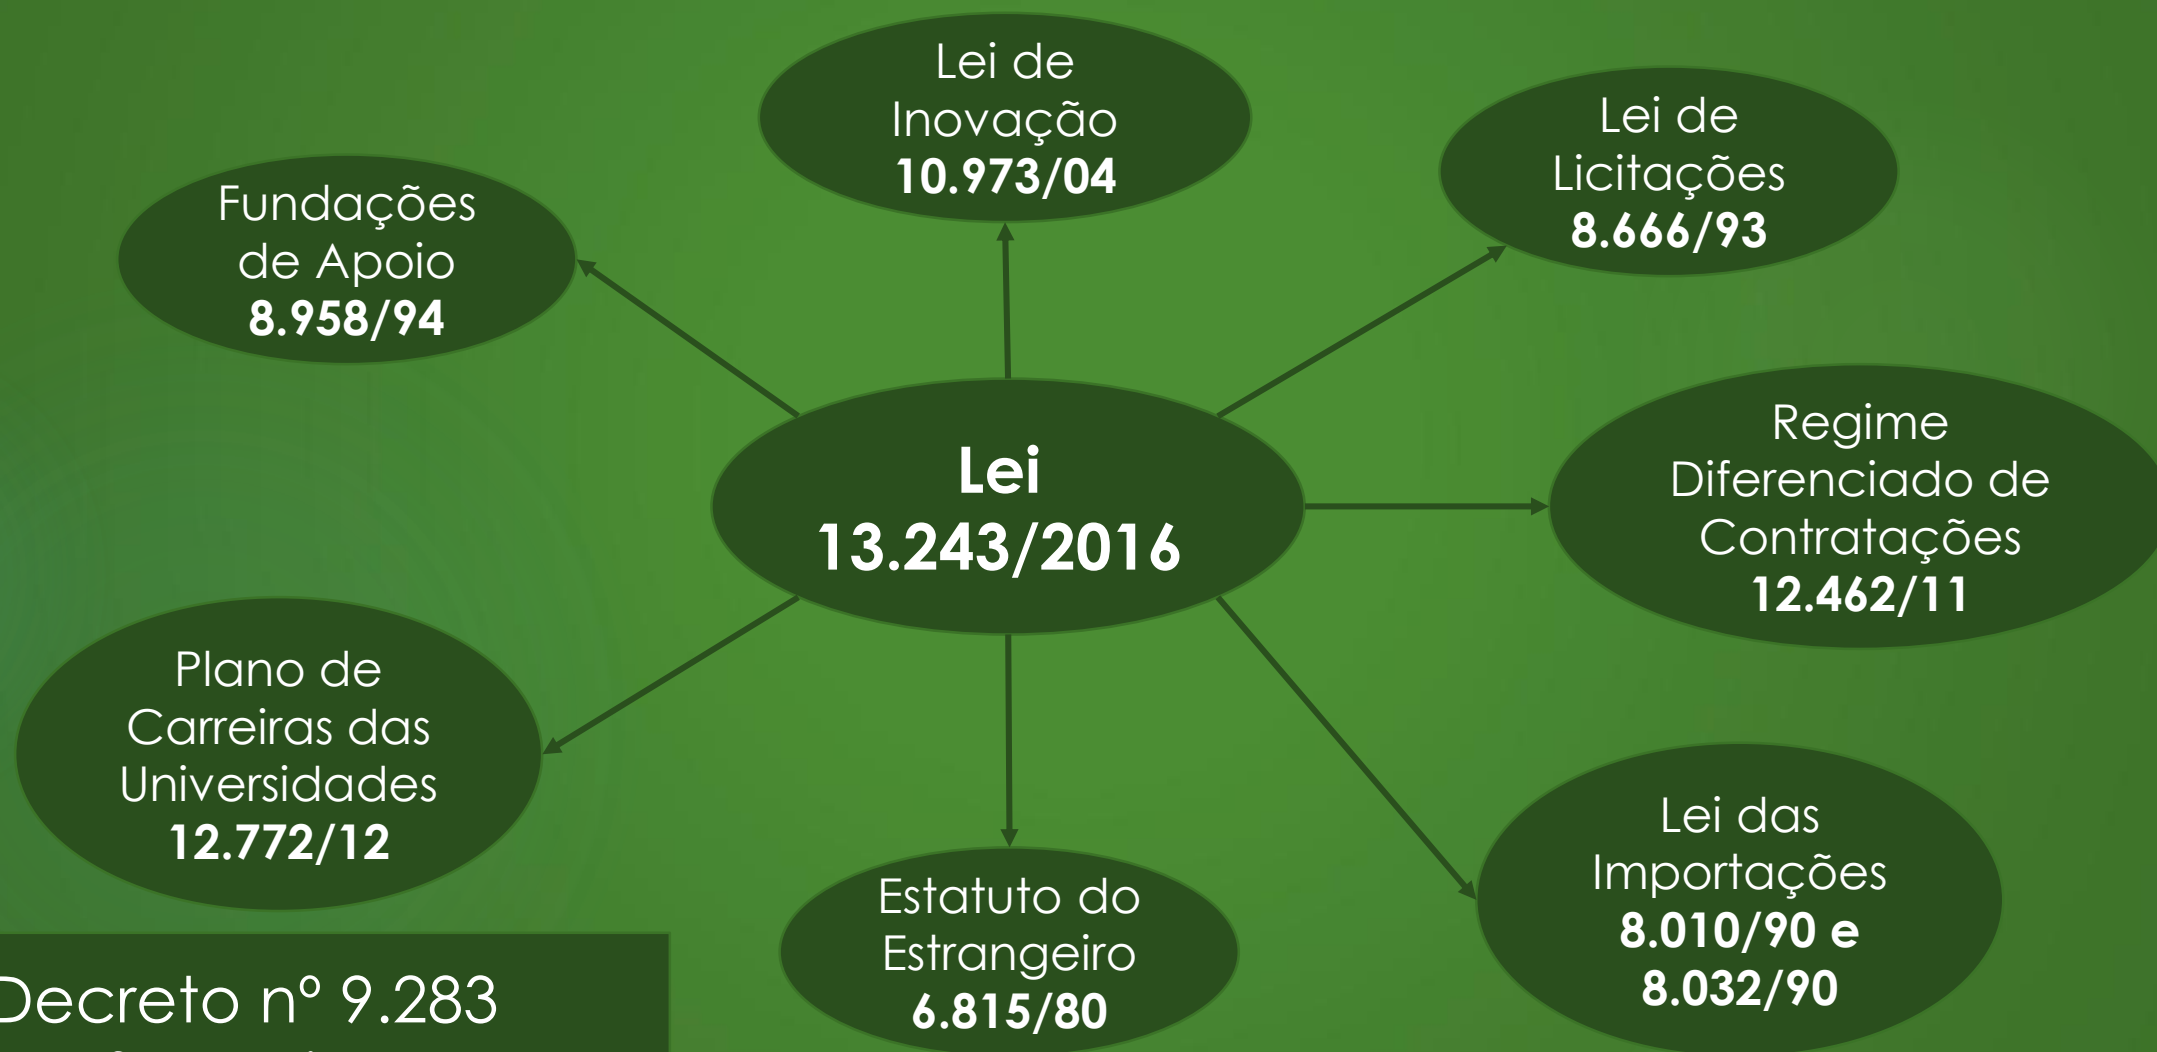 Lei de
Inovação
10.973/04
Lei de
Licitações
8.666/93
Fundações
de Apoio
8.958/94
Regime
Diferenciado de
Contratações
12.462/11
Lei
13.243/2016
Plano de
Carreiras das
Universidades
12.772/12
Lei das
Importações
8.010/90 e
8.032/90
Estatuto do
Estrangeiro
6.815/80
Decreto nº 9.283